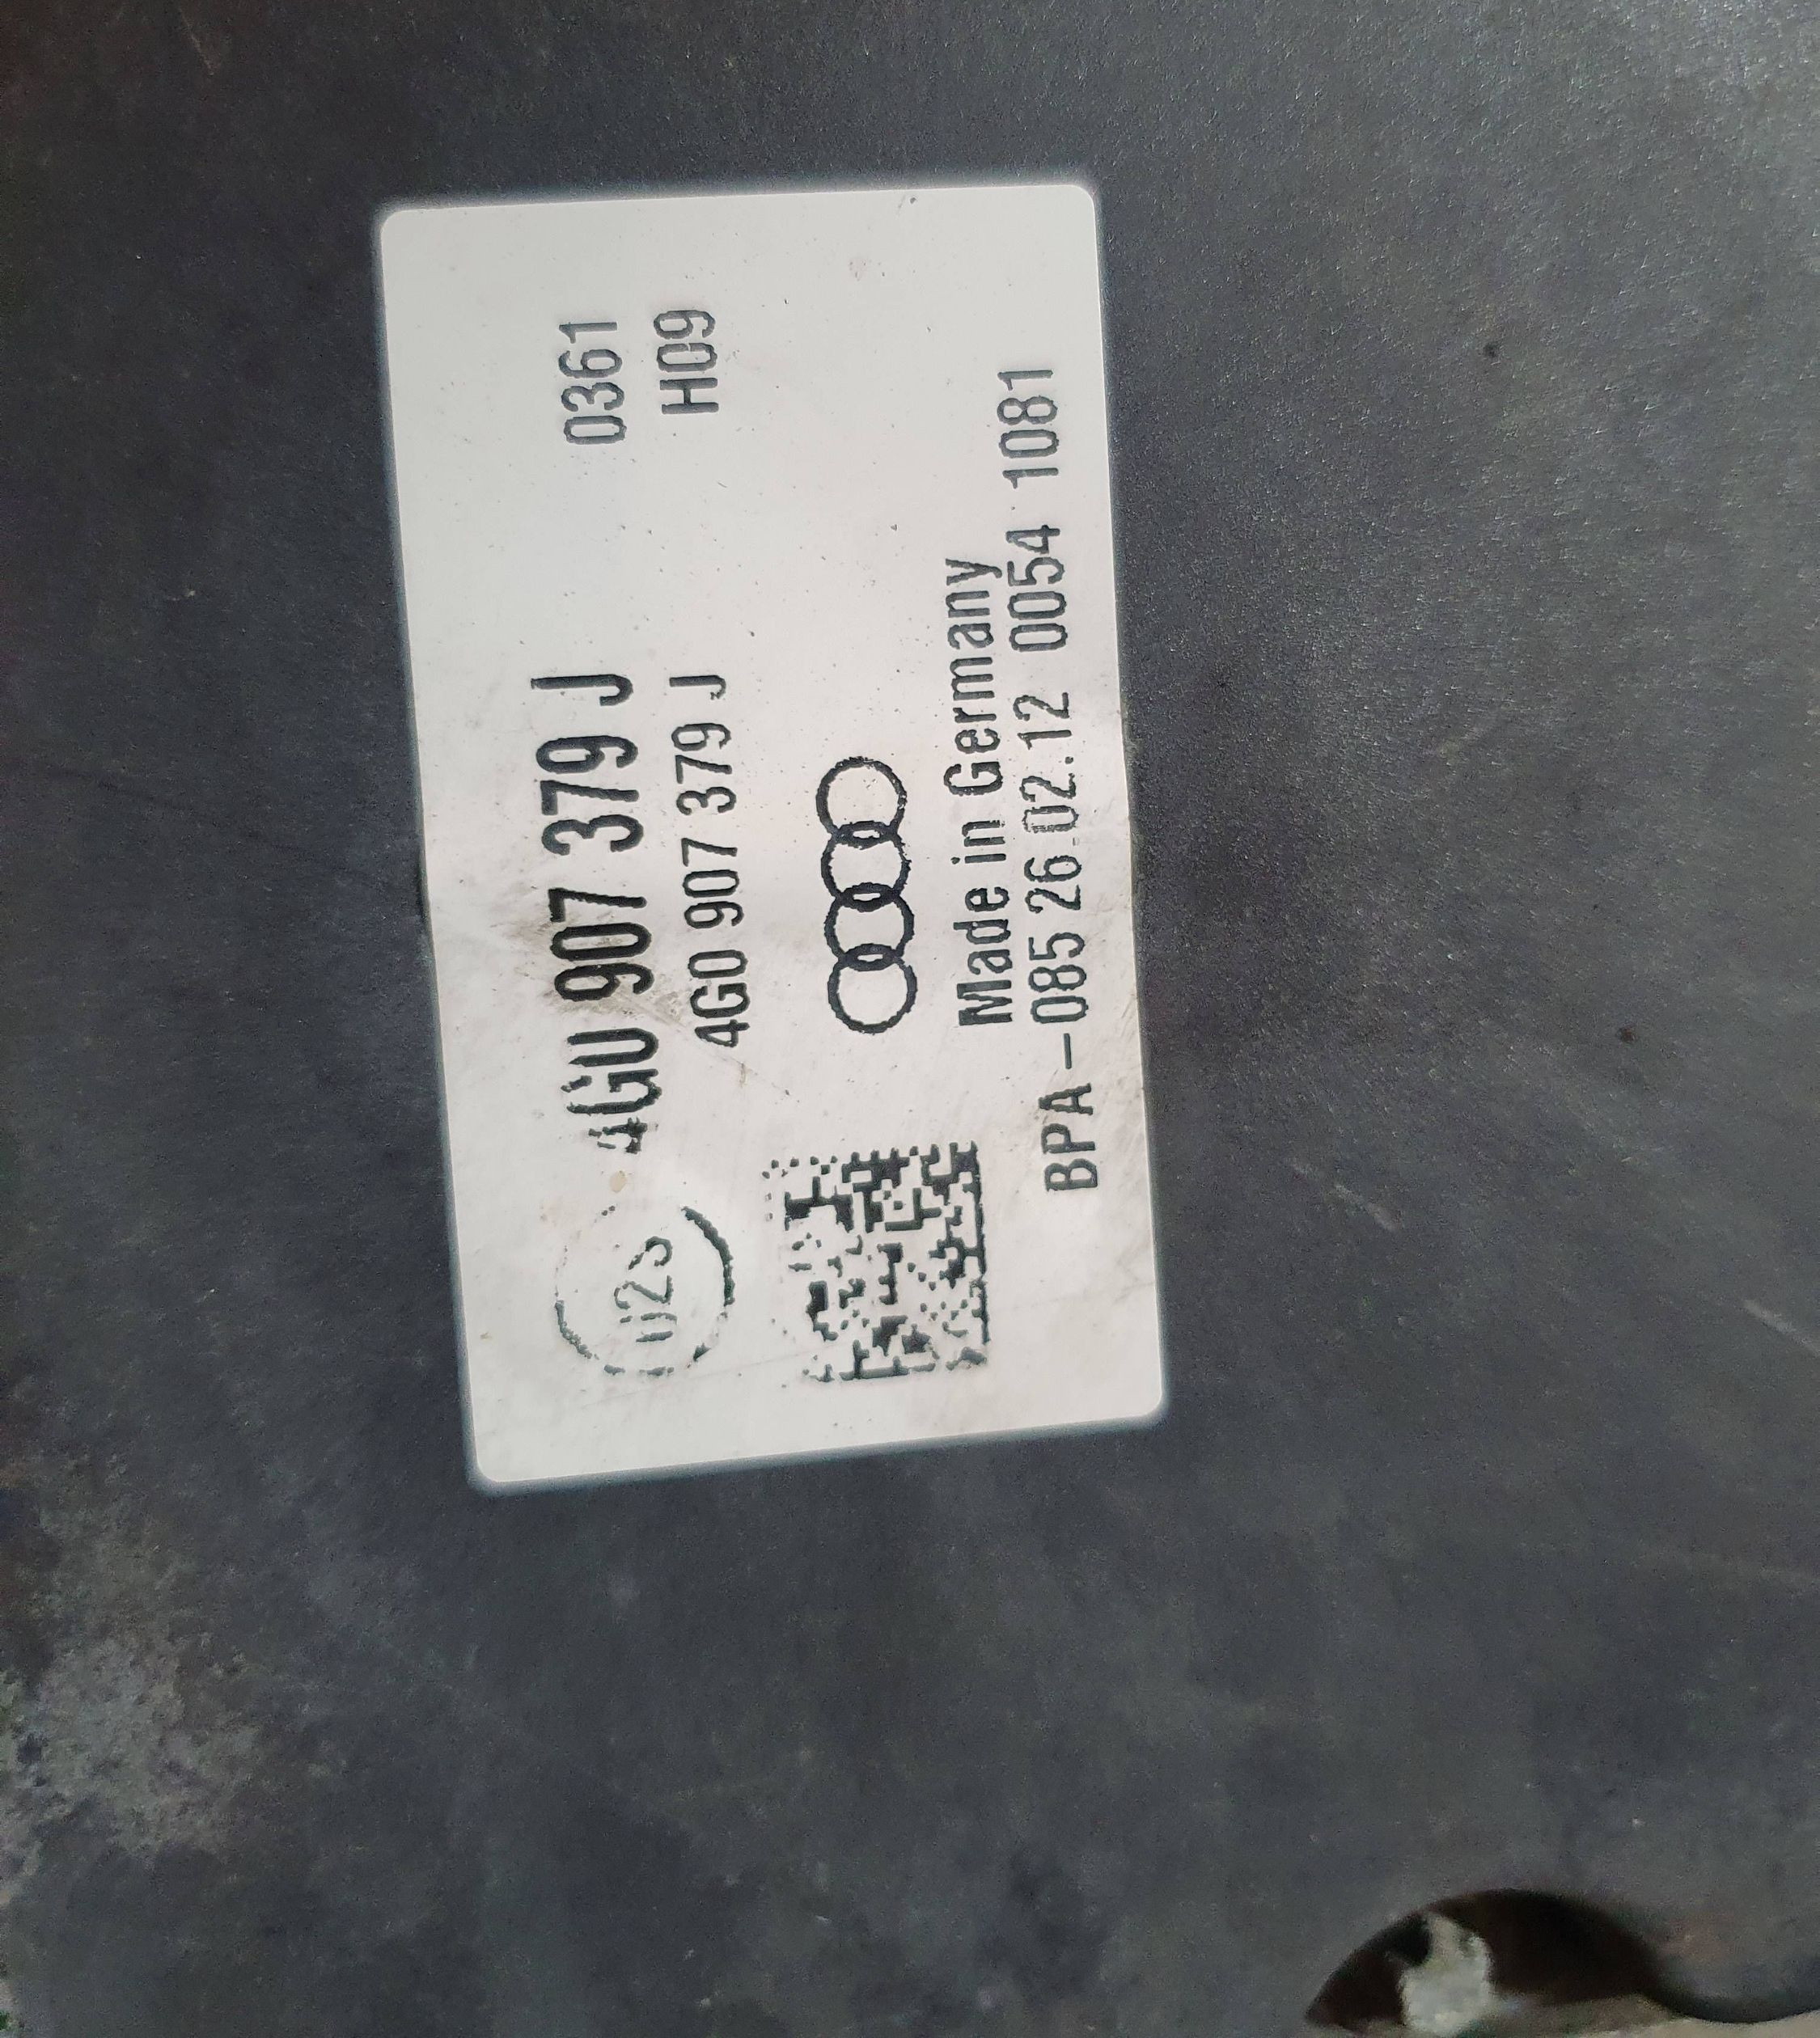 4G0 907 379 J 0361
4G0 907 379 J H09
Made in Germany
BPA-085 26.02.12 0054 1081